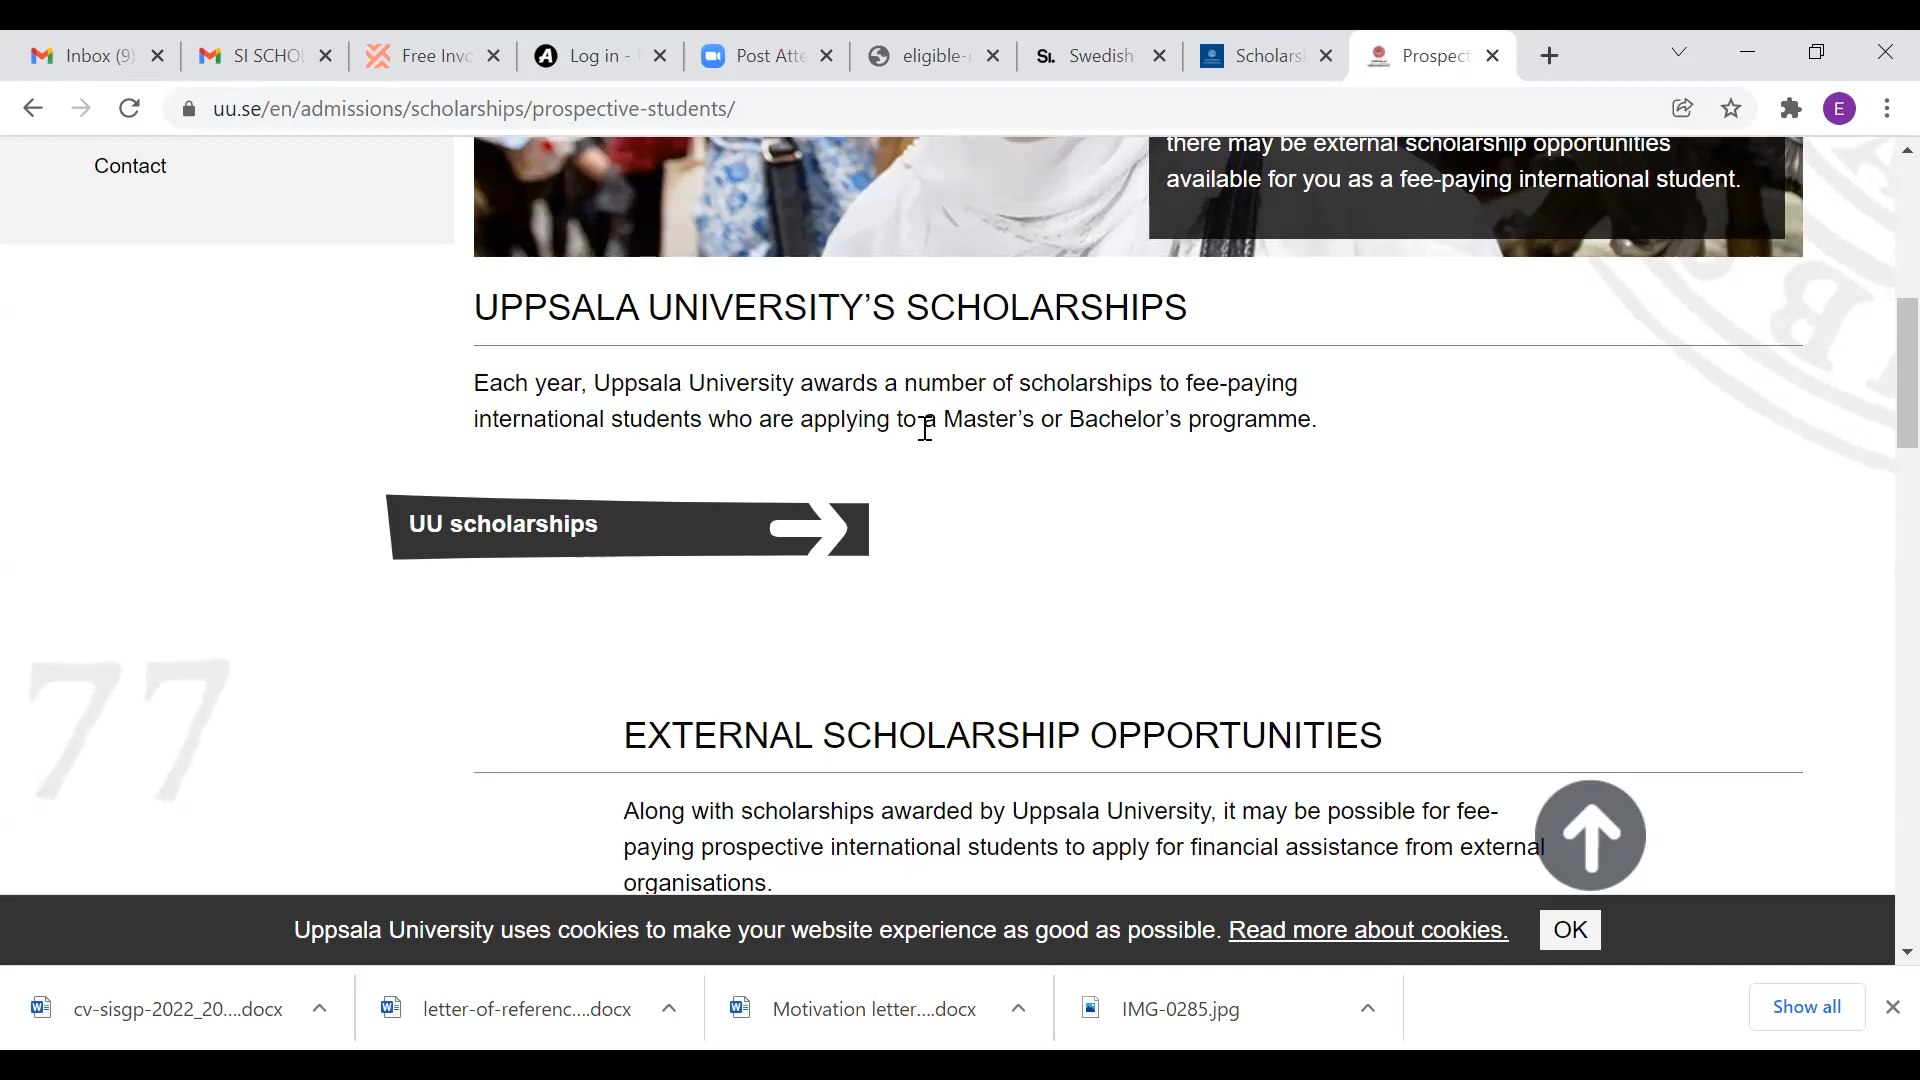 Inbox (9)
SI SCHOL
Free Invo
Log in -
Post Atte
eligible-
Swedish
Scholars
Prospect
uu.se/en/admissions/scholarships/prospective-students/
E
Contact
there may be external scholarship opportunities
available for you as a fee-paying international student.
UPPSALA UNIVERSITY’S SCHOLARSHIPS
Each year, Uppsala University awards a number of scholarships to fee-paying
international students who are applying to a Master’s or Bachelor’s programme.
UU scholarships
77
EXTERNAL SCHOLARSHIP OPPORTUNITIES
Along with scholarships awarded by Uppsala University, it may be possible for fee-
paying prospective international students to apply for financial assistance from external
organisations.
Uppsala University uses cookies to make your website experience as good as possible. Read more about cookies.
OK
cv-sisgp-2022_20....docx
letter-of-referenc....docx
Motivation letter....docx
IMG-0285.jpg
Show all